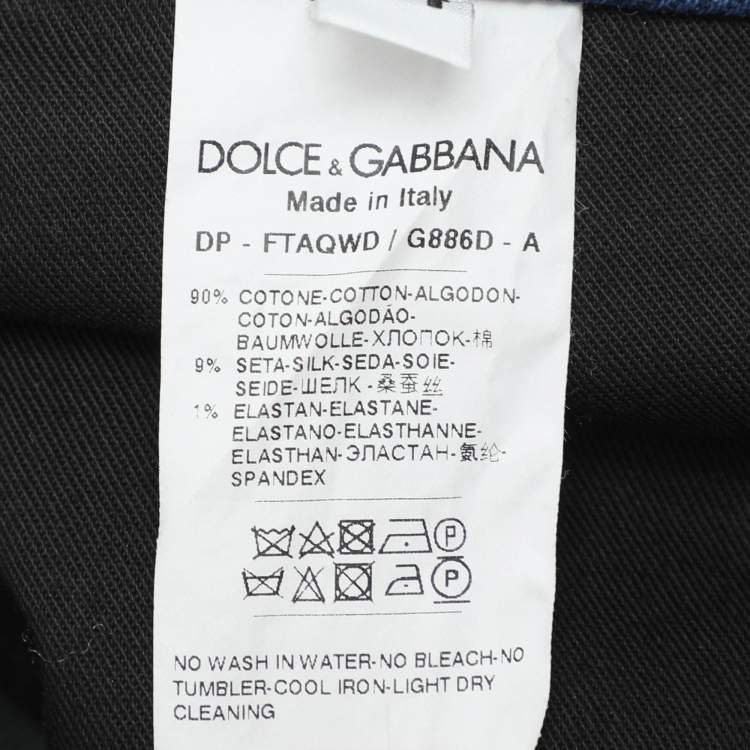 DOLCE & GABBANA
Made in Italy
DP - FTAQWD / G886D - A
90% COTONE-COTTON-ALGODON-
COTON-ALGODÃO-
BAUMWOLLE-ХЛОПОК-棉
9% SETA-SILK-SEDA-SOIE-
SEIDE-ШЕЛК-桑蚕丝
1% ELASTAN-ELASTANE-
ELASTANO-ELASTHANNE-
ELASTHAN-ЭЛАСТАН-氨纶-
SPANDEX
P
P
NO WASH IN WATER-NO BLEACH-NO
TUMBLER-COOL IRON-LIGHT DRY
CLEANING